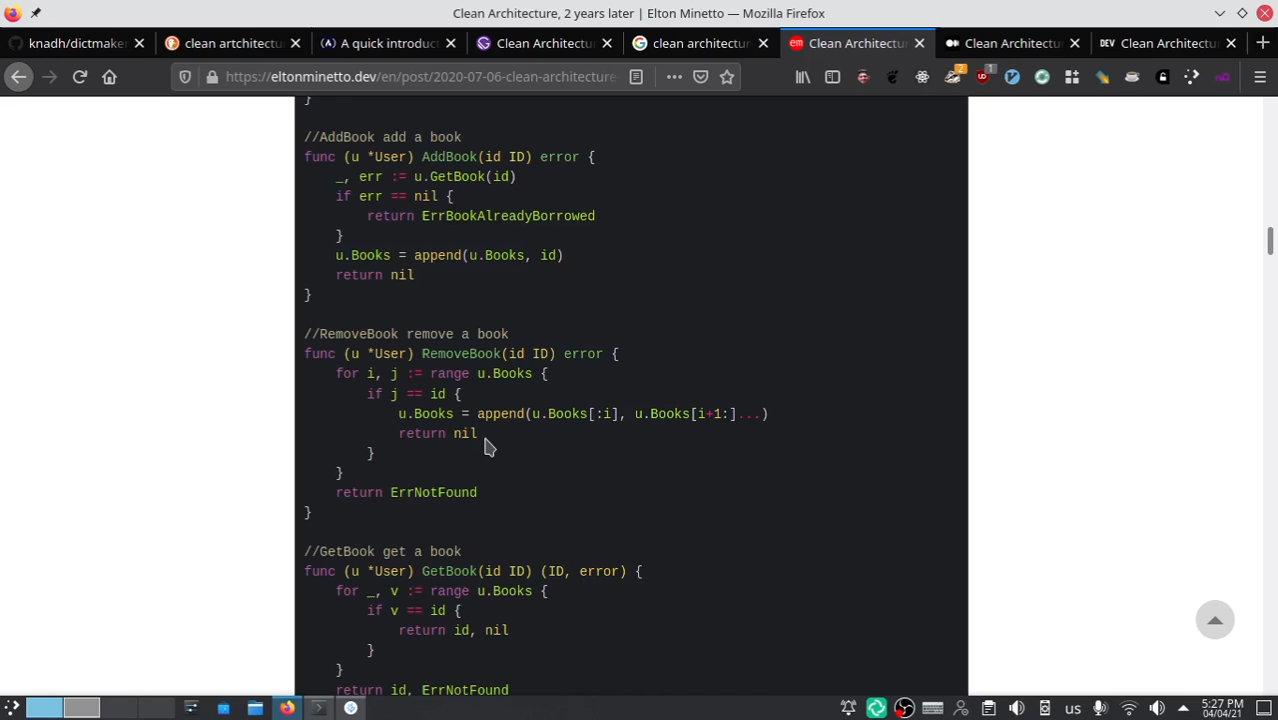 Clean Architecture, 2 years later | Elton Minetto — Mozilla Firefox
knadh/dictmaker
clean artchitectur
A quick introduct
Clean Architectur
clean architectur
Clean Architectur
Clean Architectur
DEV Clean Architectur
https://eltonminetto.dev/en/post/2020-07-06-clean-architecture-
}
//AddBook add a book
func (u *User) AddBook(id ID) error {
_, err := u.GetBook(id)
if err == nil {
return ErrBookAlreadyBorrowed
}
u.Books = append(u.Books, id)
return nil
}
//RemoveBook remove a book
func (u *User) RemoveBook(id ID) error {
for i, j := range u.Books {
if j == id {
u.Books = append(u.Books[:i], u.Books[i+1:]...)
return nil
}
}
return ErrNotFound
}
//GetBook get a book
func (u *User) GetBook(id ID) (ID, error) {
for _, v := range u.Books {
if v == id {
return id, nil
}
}
return id, ErrNotFound
us
5:27 PM
04/04/21